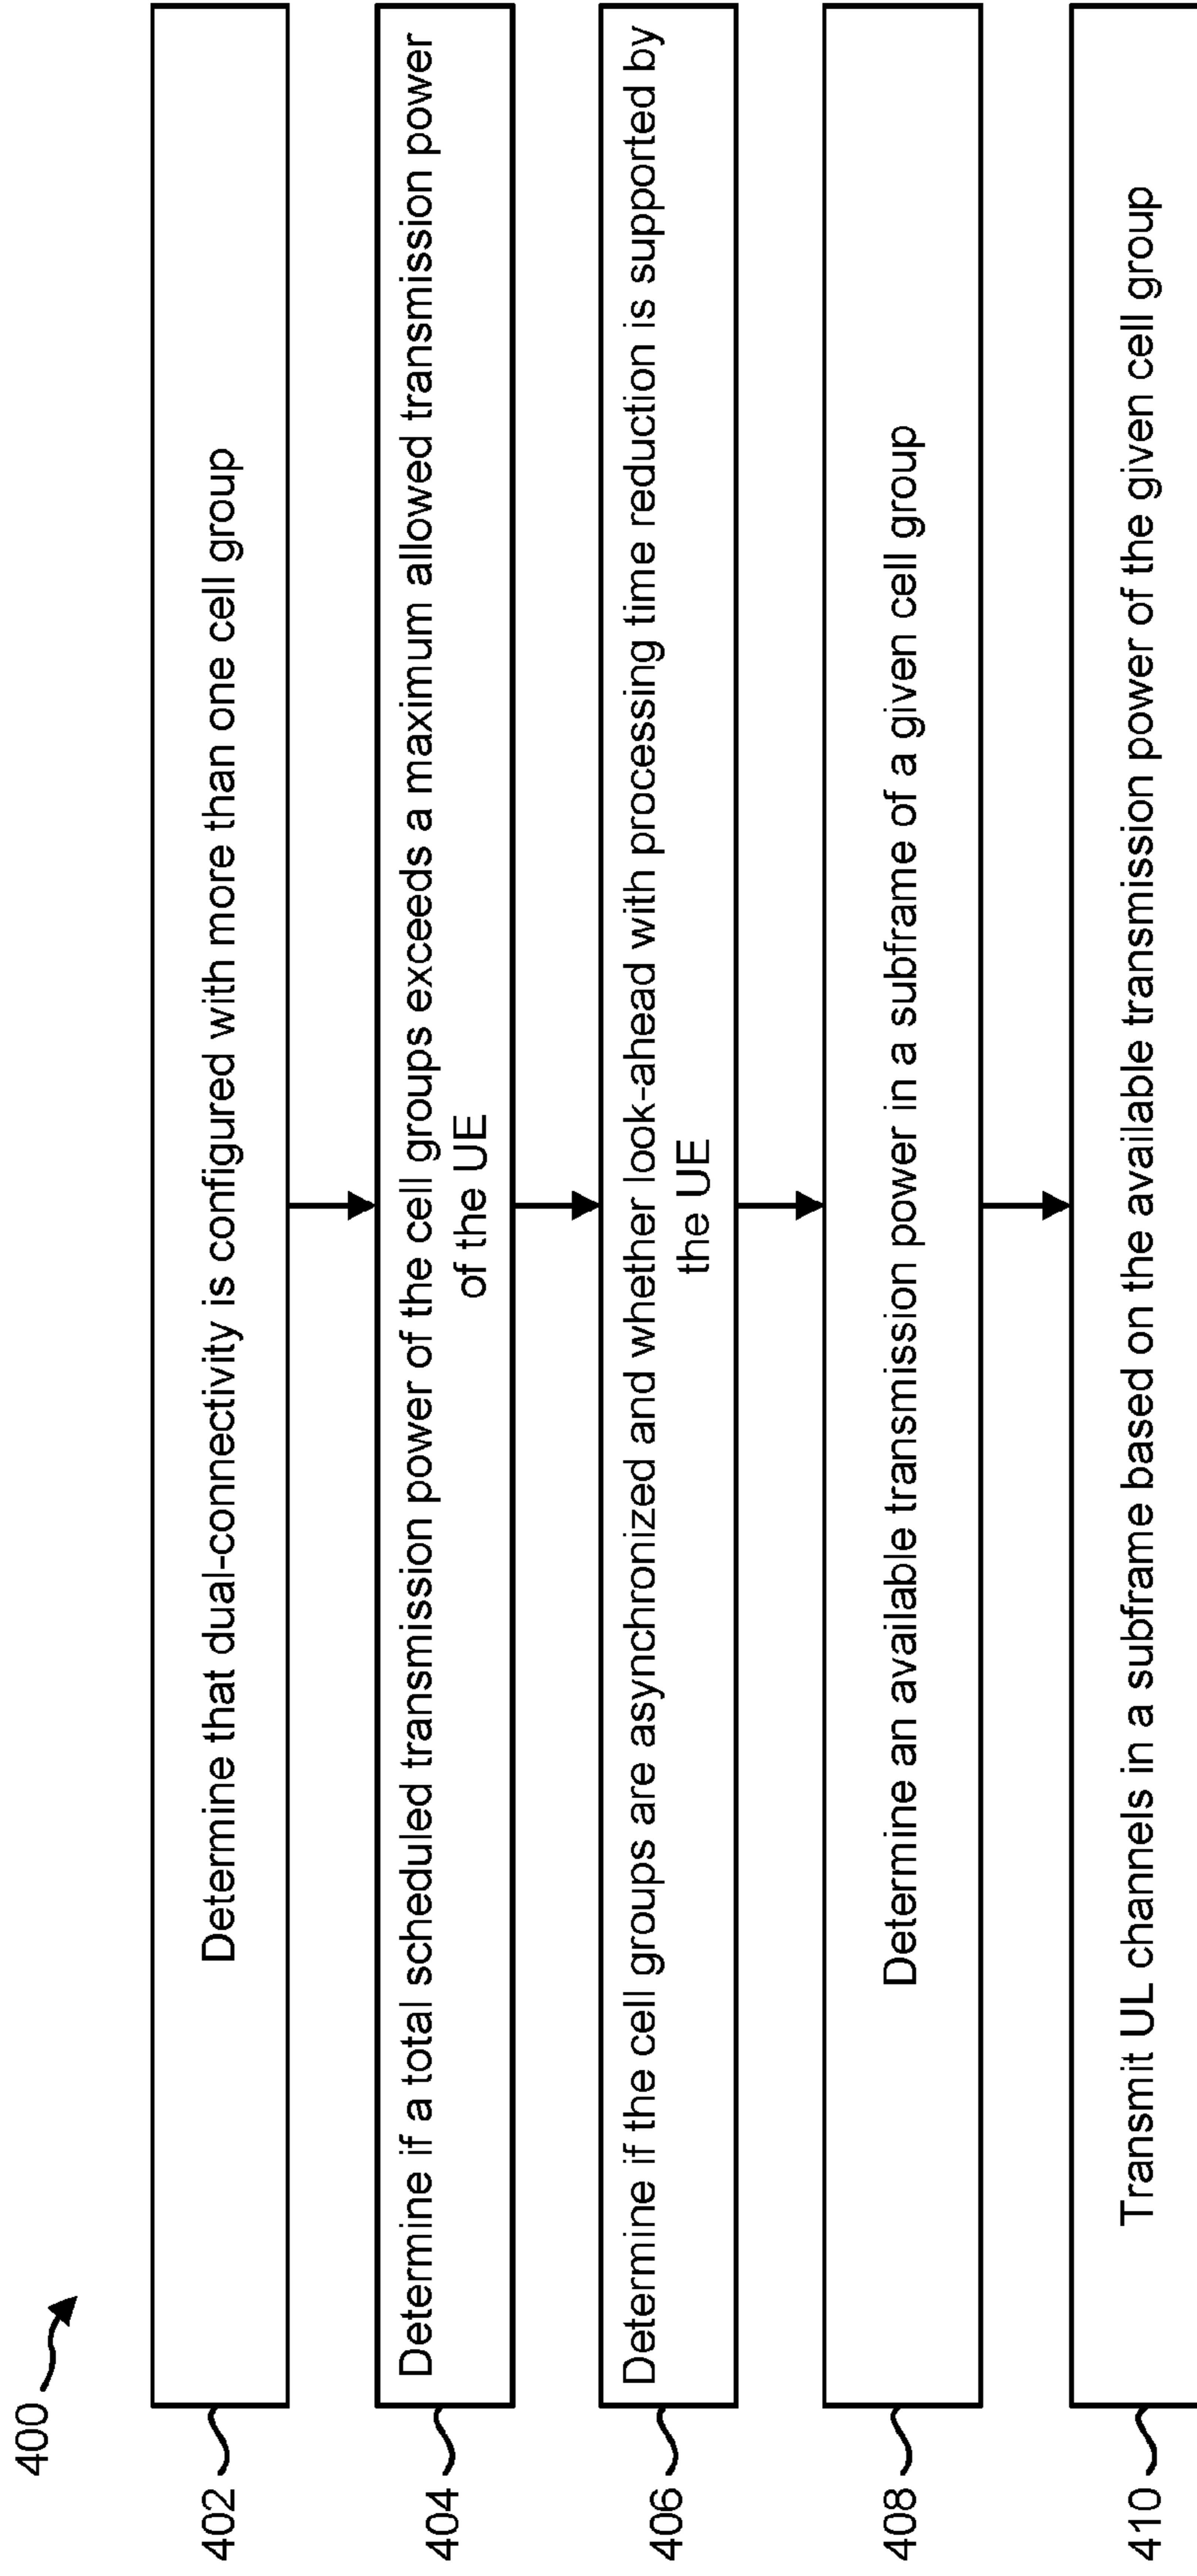 400
402
Determine that dual-connectivity is configured with more than one cell group
404
Determine if a total scheduled transmission power of the cell groups exceeds a maximum allowed transmission power
of the UE
406
Determine if the cell groups are asynchronized and whether look-ahead with processing time reduction is supported by
the UE
408
Determine an available transmission power in a subframe of a given cell group
410
Transmit UL channels in a subframe based on the available transmission power of the given cell group